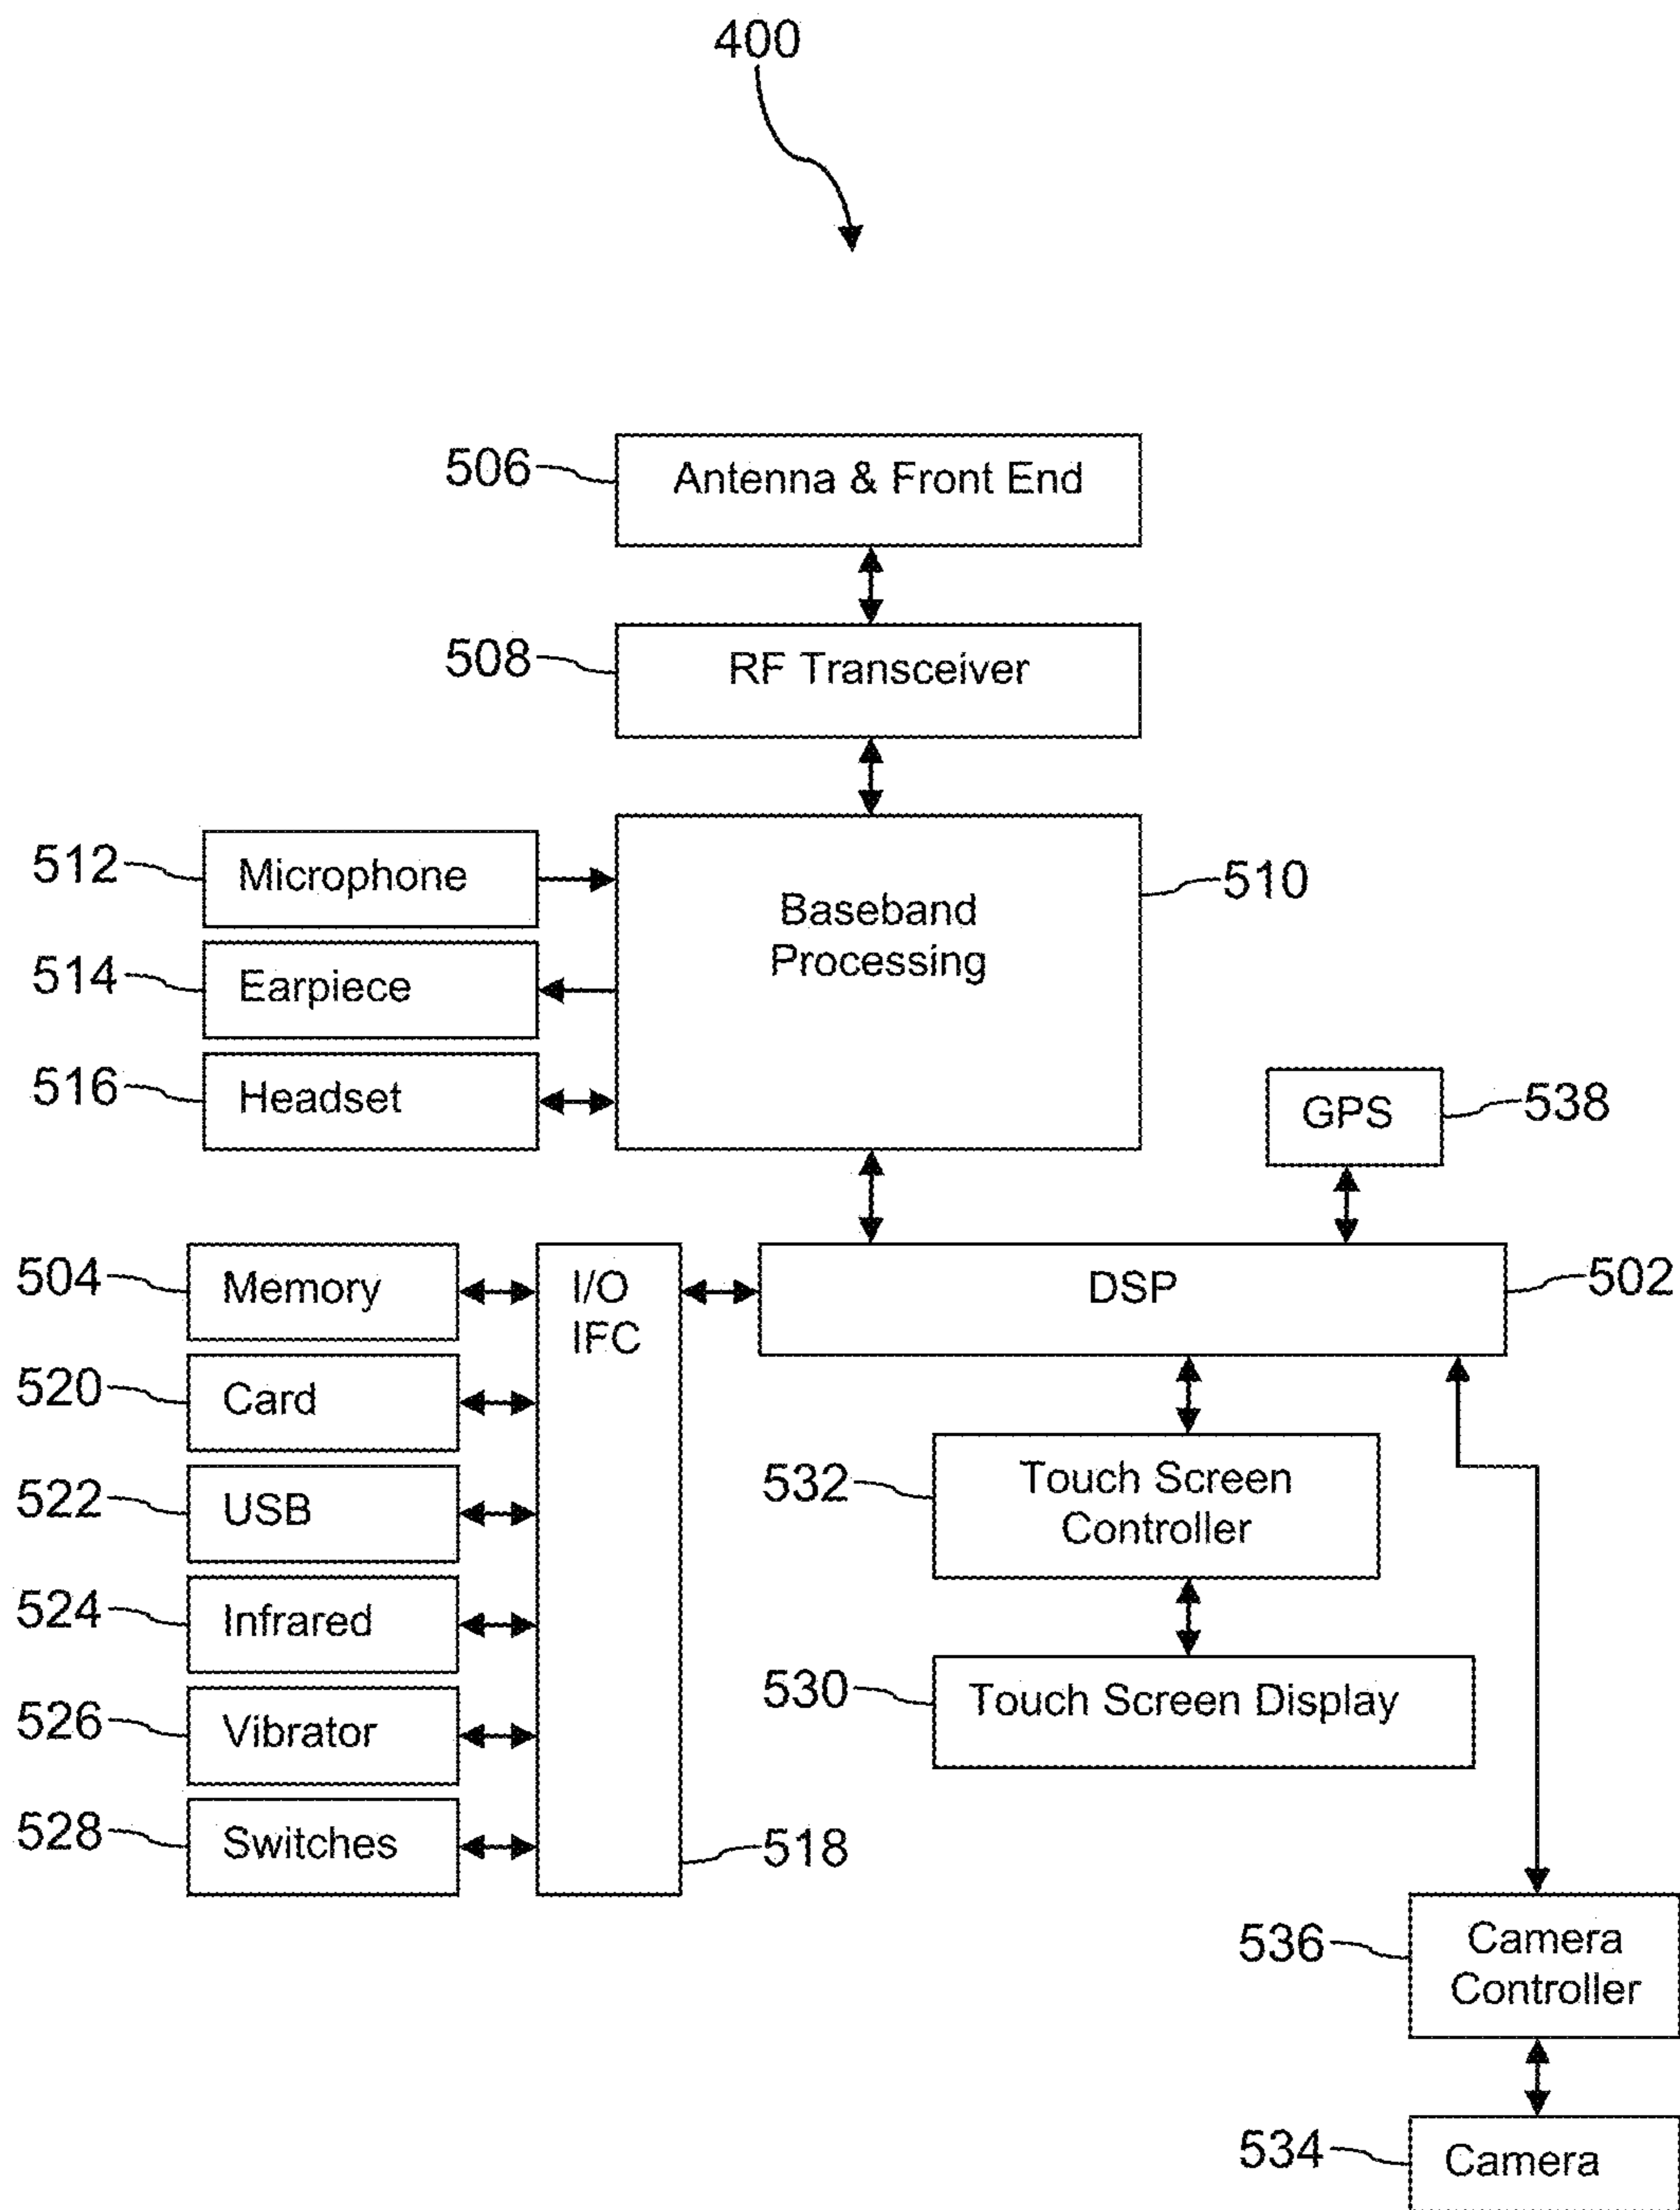 400
506
Antenna & Front End
508
RF Transceiver
512
Microphone
Baseband
Processing
510
514
Earpiece
516
Headset
GPS
538
504
Memory
I/O
IFC
DSP
502
520
Card
522
USB
532
Touch Screen
Controller
524
Infrared
526
Vibrator
530
Touch Screen Display
528
Switches
518
536
Camera
Controller
534
Camera